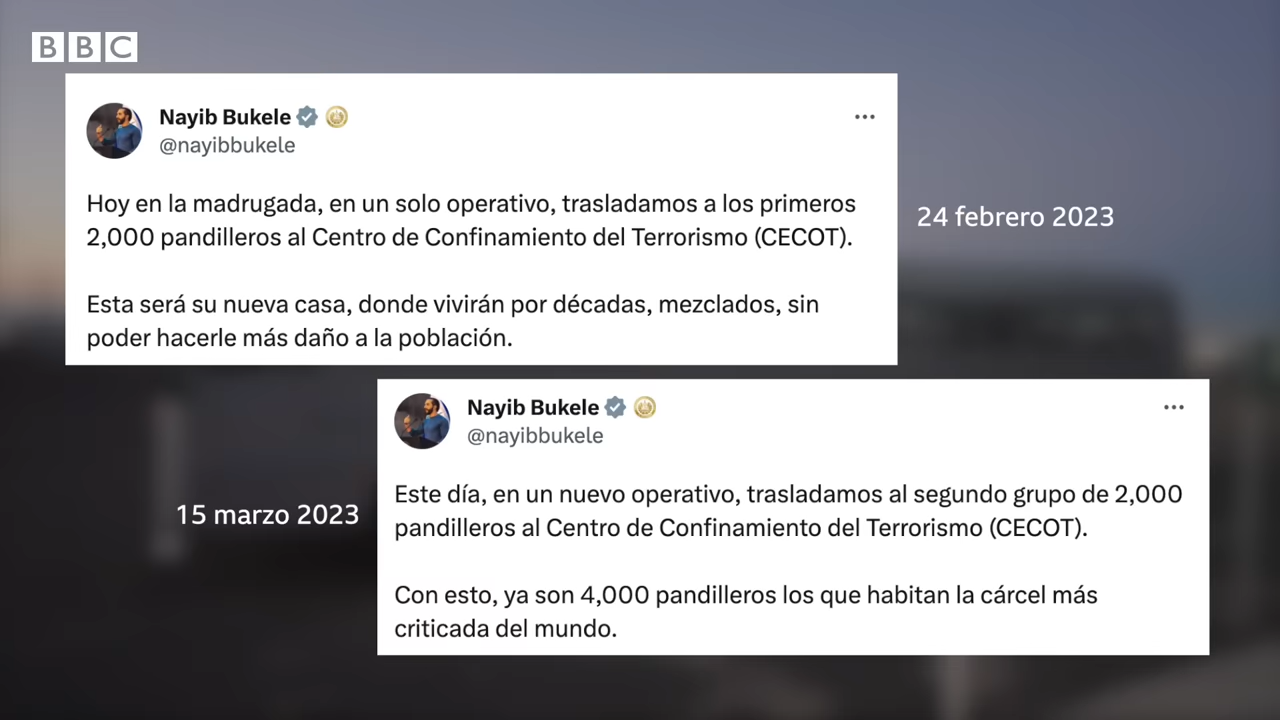 BBC
Nayib Bukele
@nayibbukele
Hoy en la madrugada, en un solo operativo, trasladamos a los primeros
2,000 pandilleros al Centro de Confinamiento del Terrorismo (CECOT).
Esta será su nueva casa, donde vivirán por décadas, mezclados, sin
poder hacerle más daño a la población.
24 febrero 2023
Nayib Bukele
@nayibbukele
Este día, en un nuevo operativo, trasladamos al segundo grupo de 2,000
pandilleros al Centro de Confinamiento del Terrorismo (CECOT).
Con esto, ya son 4,000 pandilleros los que habitan la cárcel más
criticada del mundo.
15 marzo 2023